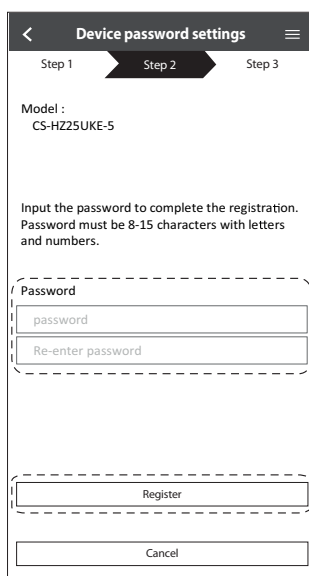 Device password settings
Step 1 Step 2 Step 3
Model :
CS-HZ25UKE-5
Input the password to complete the registration.
Password must be 8-15 characters with letters
and numbers.
Password
password
Re-enter password
Register
Cancel